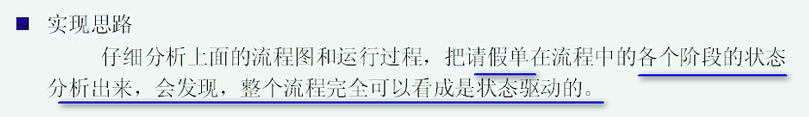 实现思路
仔细分析上面的流程图和运行过程，把请假单在流程中的各个阶段的状态
分析出来，会发现，整个流程完全可以看成是状态驱动的。